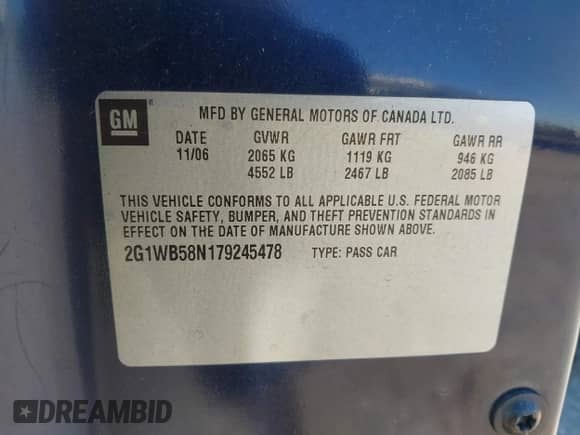 GM
MFD BY GENERAL MOTORS OF CANADA LTD.
DATE GVWR GAWR FRT GAWR RR
11/06 2065 KG 1119 KG 946 KG
4552 LB 2467 LB 2085 LB
THIS VEHICLE CONFORMS TO ALL APPLICABLE U.S. FEDERAL MOTOR
VEHICLE SAFETY, BUMPER, AND THEFT PREVENTION STANDARDS IN
EFFECT ON THE DATE OF MANUFACTURE SHOWN ABOVE.
2G1WB58N179245478 TYPE: PASS CAR
DREAMBID